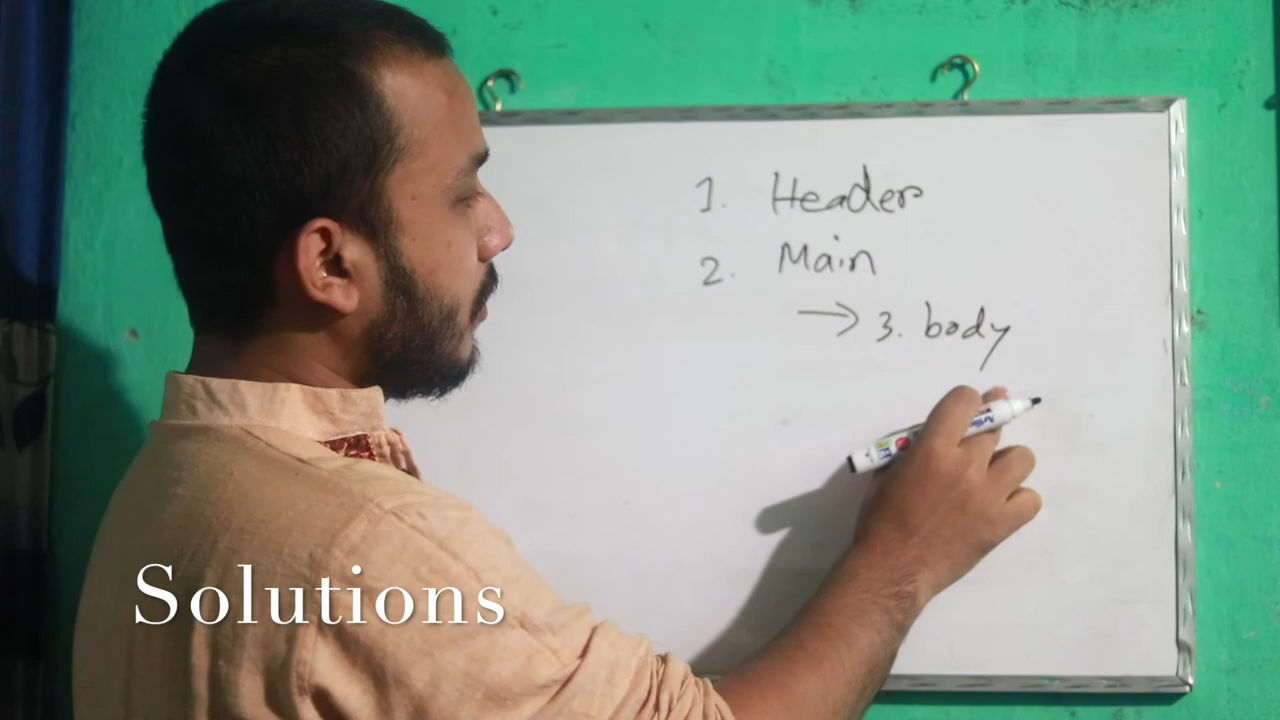 1. Header
2. Main
→ 3. body
Solutions